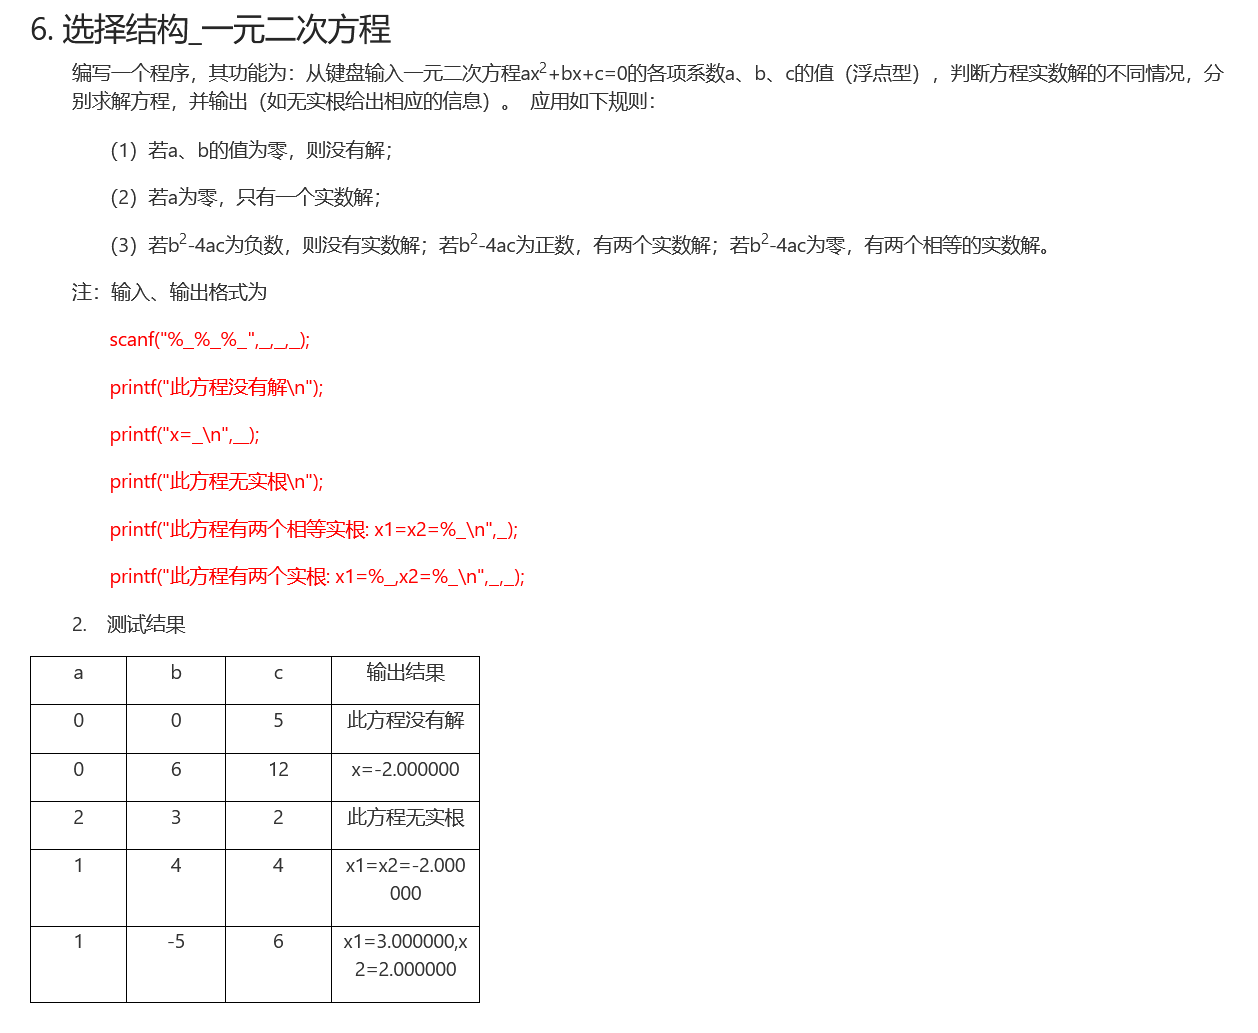 6. 选择结构_一元二次方程
编写一个程序，其功能为：从键盘输入一元二次方程ax²+bx+c=0的各项系数a、b、c的值（浮点型），判断方程实数解的不同情况，分
别求解方程，并输出（如无实根给出相应的信息）。 应用如下规则：
（1）若a、b的值为零，则没有解；
（2）若a为零，只有一个实数解；
（3）若b²-4ac为负数，则没有实数解；若b²-4ac为正数，有两个实数解；若b²-4ac为零，有两个相等的实数解。
注：输入、输出格式为
scanf("%_%_%_",_,_,_);
printf("此方程没有解\n");
printf("x=_\n",__);
printf("此方程无实根\n");
printf("此方程有两个相等实根: x1=x2=%_\n",_);
printf("此方程有两个实根: x1=%_,x2=%_\n",_,_);
2. 测试结果
a b c 输出结果
0 0 5 此方程没有解
0 6 12 x=-2.000000
2 3 2 此方程无实根
1 4 4 x1=x2=-2.000
000
1 -5 6 x1=3.000000,x
2=2.000000